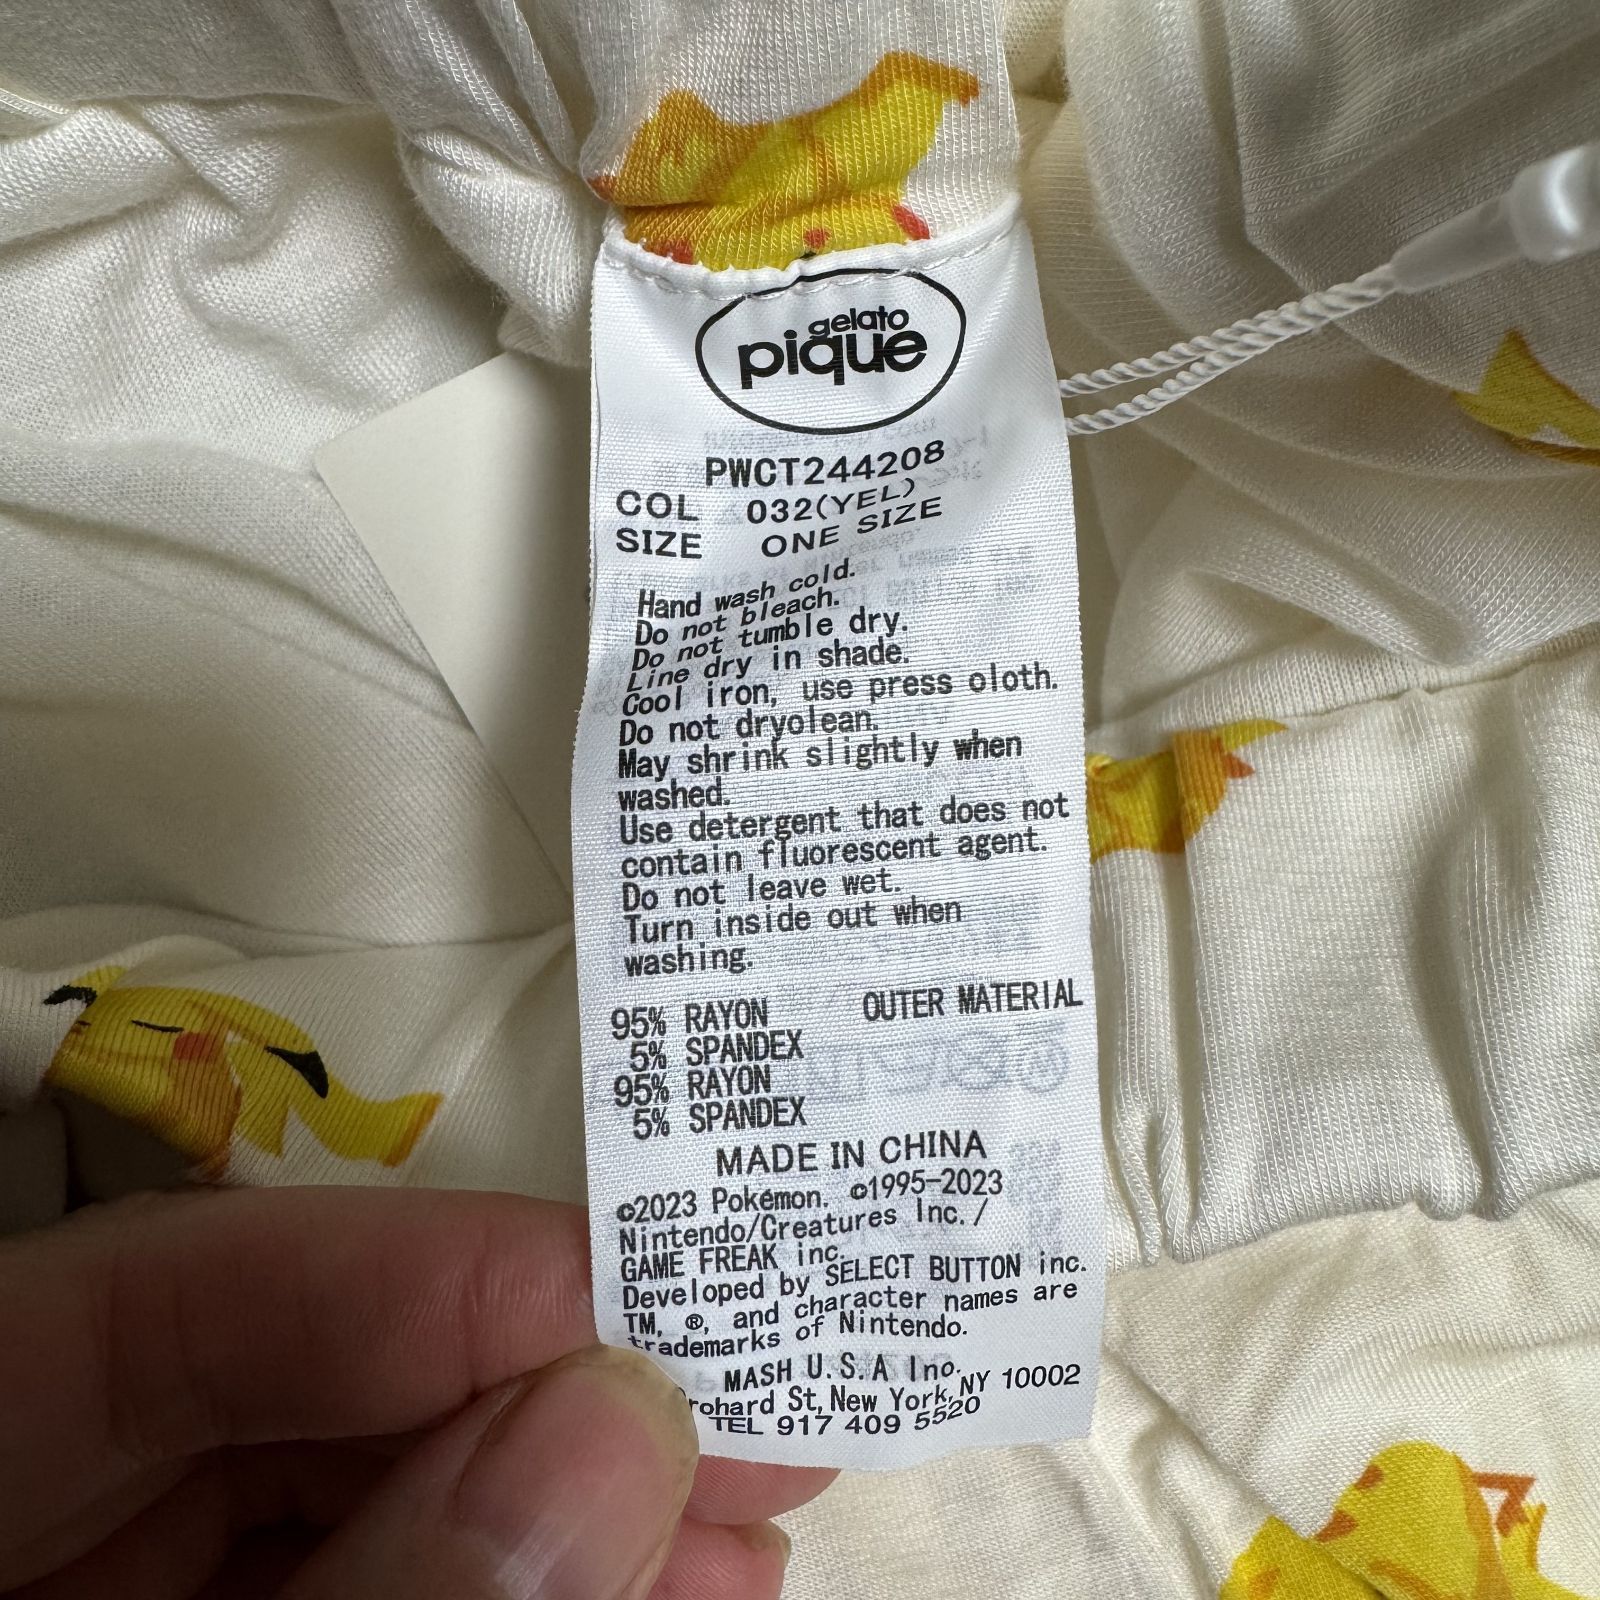 gelato
pique
PWCT244208
COL 032(YEL)
SIZE ONE SIZE
Hand wash cold.
Do not bleach.
Do not tumble dry.
Line dry in shade.
Cool iron, use press oloth.
Do not dryolean.
May shrink slightly when
washed.
Use detergent that does not
contain fluorescent agent.
Do not leave wet.
Turn inside out when
washing.
95% RAYON OUTER MATERIAL
5% SPANDEX
95% RAYON
5% SPANDEX
MADE IN CHINA
©2023 Pokémon. ©1995-2023
Nintendo/Creatures Inc./
GAME FREAK inc.
Developed by SELECT BUTTON inc.
TM, ®, and character names are
trademarks of Nintendo.
MASH U.S.A Ino.
St, New York, NY 10002
TEL 917 409 5520